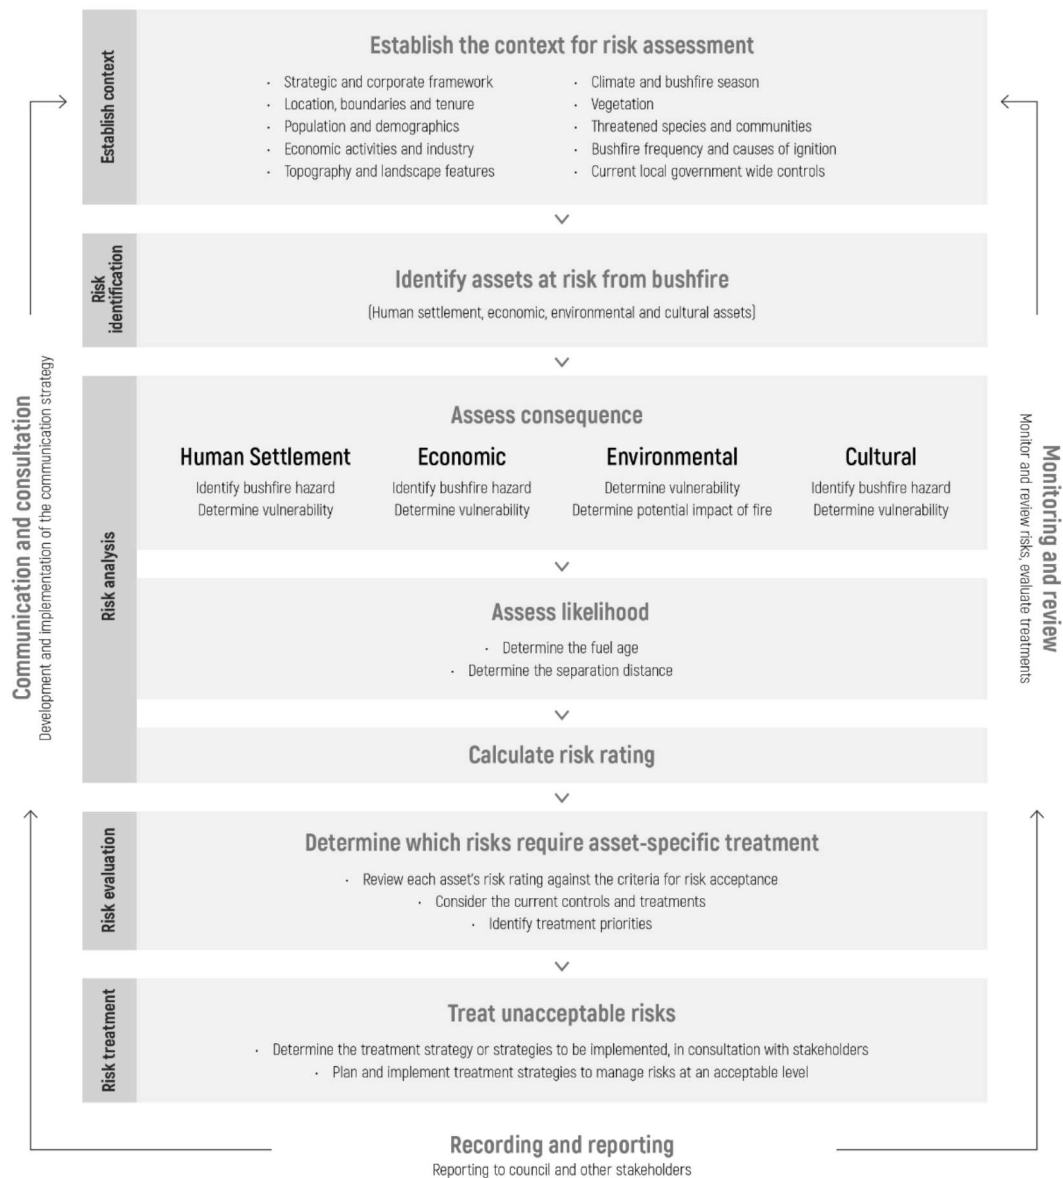 Establish context
Establish the context for risk assessment
· Strategic and corporate framework
· Location, boundaries and tenure
· Population and demographics
· Economic activities and industry
· Topography and landscape features
· Climate and bushfire season
· Vegetation
· Threatened species and communities
· Bushfire frequency and causes of ignition
· Current local government wide controls
Risk
identification
Identify assets at risk from bushfire
(Human settlement, economic, environmental and cultural assets)
Communication and consultation
Development and implementation of the communication strategy
Risk analysis
Assess consequence
Human Settlement
Identify bushfire hazard
Determine vulnerability
Economic
Identify bushfire hazard
Determine vulnerability
Environmental
Determine vulnerability
Determine potential impact of fire
Cultural
Identify bushfire hazard
Determine vulnerability
Assess likelihood
· Determine the fuel age
· Determine the separation distance
Calculate risk rating
Monitoring and review
Monitor and review risks, evaluate treatments
Risk evaluation
Determine which risks require asset-specific treatment
· Review each asset's risk rating against the criteria for risk acceptance
· Consider the current controls and treatments
· Identify treatment priorities
Risk treatment
Treat unacceptable risks
· Determine the treatment strategy or strategies to be implemented, in consultation with stakeholders
· Plan and implement treatment strategies to manage risks at an acceptable level
Recording and reporting
Reporting to council and other stakeholders